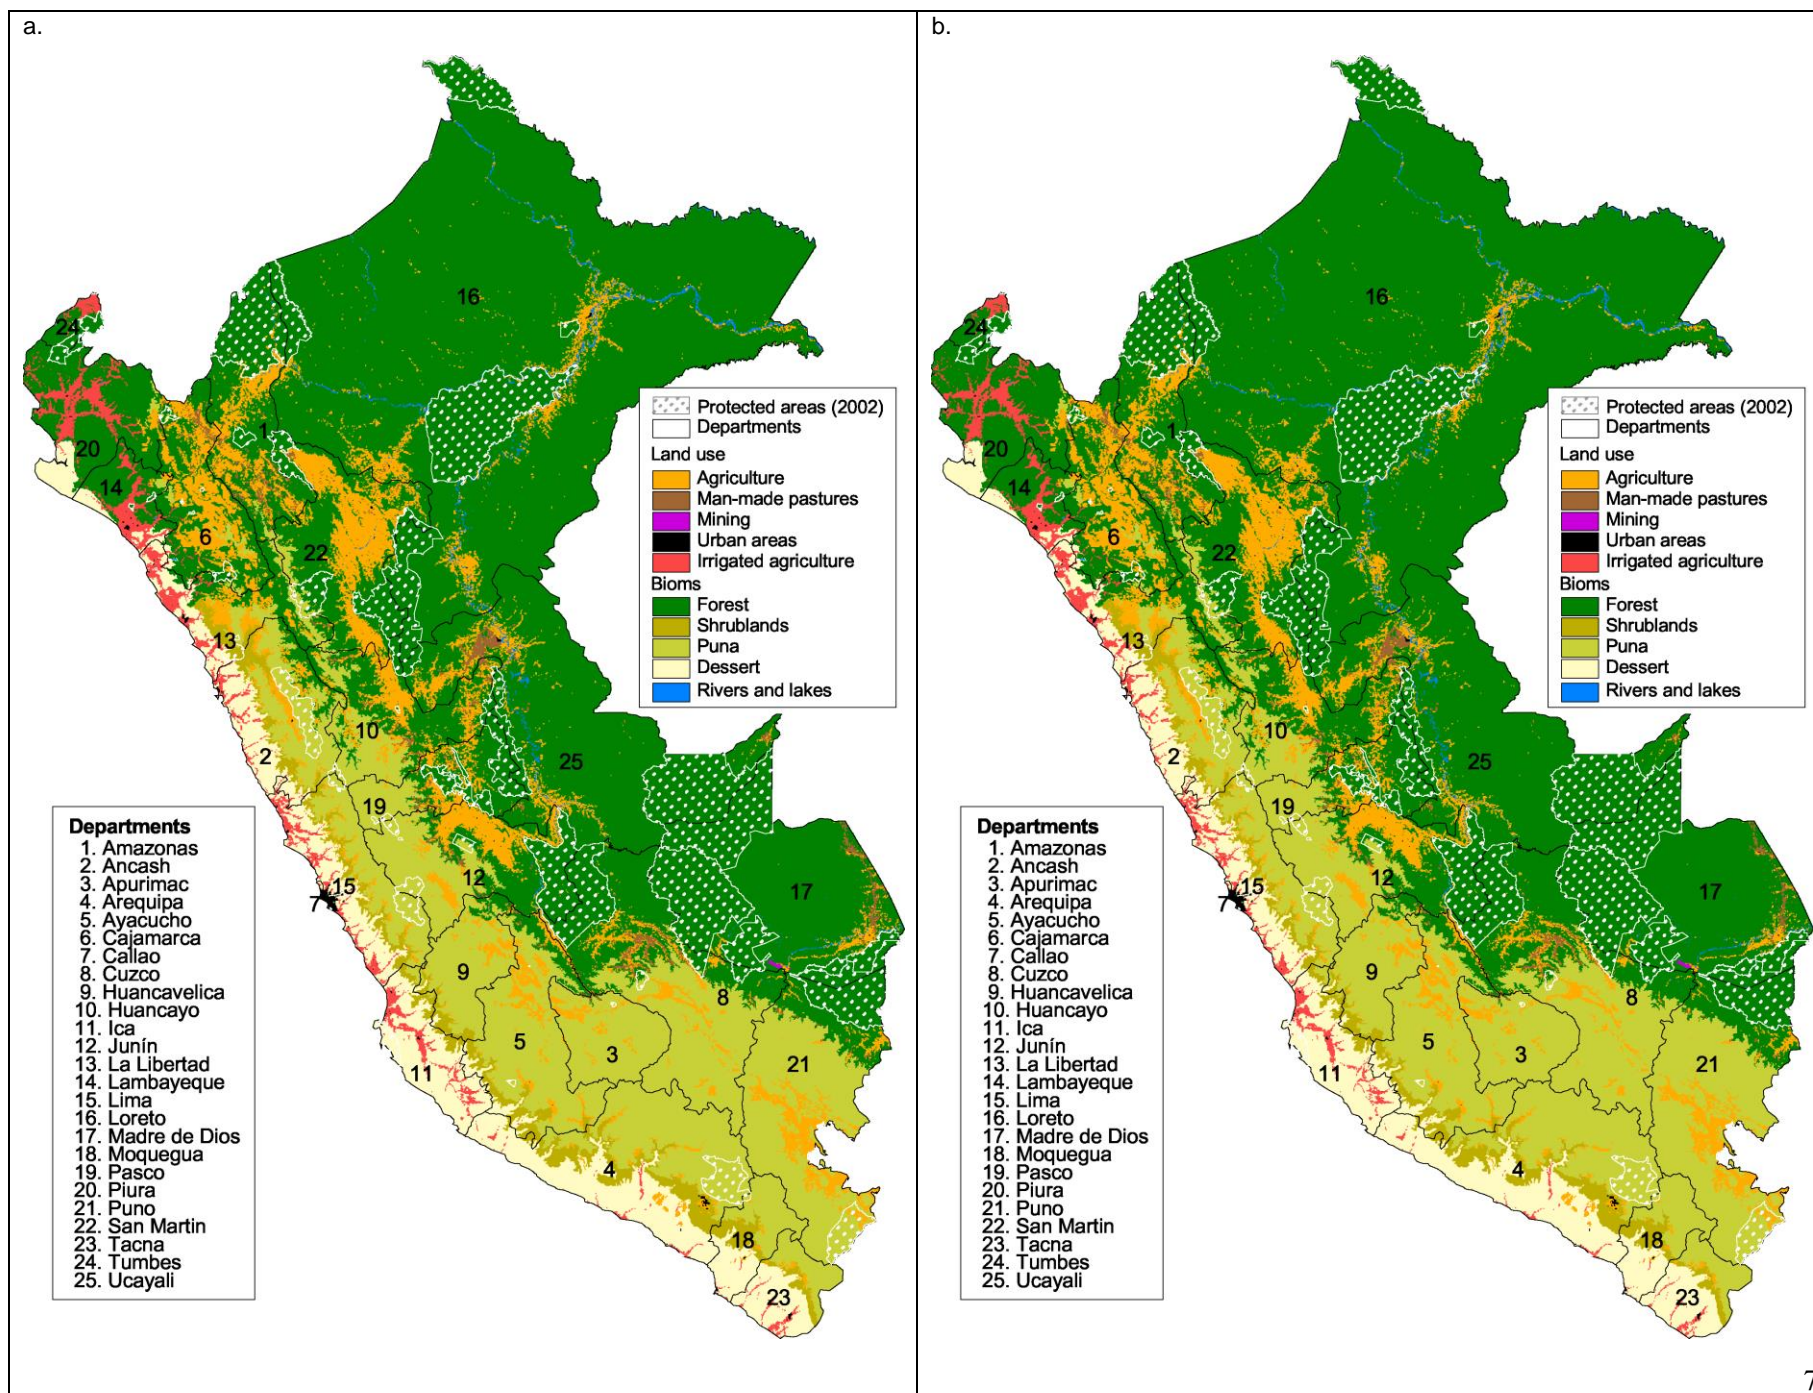 a.
16
24
1
20
14
6
22
13
10
2
25
19
12
15
7
17
9
8
5
3
21
11
4
18
23
Protected areas (2002)
Departments
Land use
Agriculture
Man-made pastures
Mining
Urban areas
Irrigated agriculture
Bioms
Forest
Shrublands
Puna
Dessert
Rivers and lakes
Departments
1. Amazonas
2. Ancash
3. Apurimac
4. Arequipa
5. Ayacucho
6. Cajamarca
7. Callao
8. Cuzco
9. Huancavelica
10. Huancayo
11. Ica
12. Junín
13. La Libertad
14. Lambayeque
15. Lima
16. Loreto
17. Madre de Dios
18. Moquegua
19. Pasco
20. Piura
21. Puno
22. San Martin
23. Tacna
24. Tumbes
25. Ucayali
b.
16
24
1
20
14
6
22
13
10
2
25
19
12
15
7
17
9
8
5
3
21
11
4
18
23
Protected areas (2002)
Departments
Land use
Agriculture
Man-made pastures
Mining
Urban areas
Irrigated agriculture
Bioms
Forest
Shrublands
Puna
Dessert
Rivers and lakes
Departments
1. Amazonas
2. Ancash
3. Apurimac
4. Arequipa
5. Ayacucho
6. Cajamarca
7. Callao
8. Cuzco
9. Huancavelica
10. Huancayo
11. Ica
12. Junín
13. La Libertad
14. Lambayeque
15. Lima
16. Loreto
17. Madre de Dios
18. Moquegua
19. Pasco
20. Piura
21. Puno
22. San Martin
23. Tacna
24. Tumbes
25. Ucayali
7